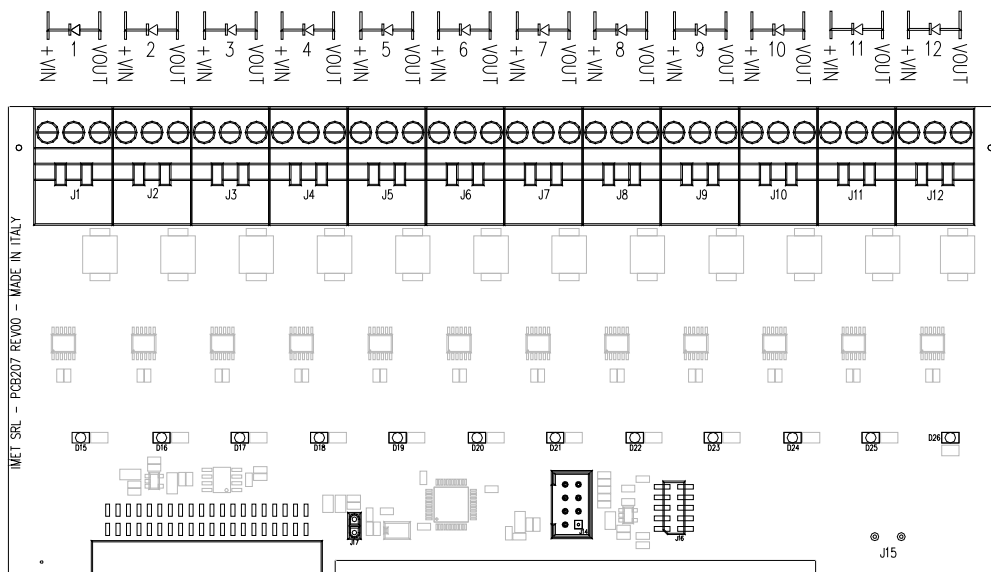 1 2 3 4 5 6 7 8 9 10 11 12
+ VIN VOUT + VIN VOUT + VIN VOUT + VIN VOUT + VIN VOUT + VIN VOUT + VIN VOUT + VIN VOUT + VIN VOUT + VIN VOUT + VIN VOUT + VIN VOUT
J1 J2 J3 J4 J5 J6 J7 J8 J9 J10 J11 J12
IMET SRL - PCB207 REV00 - MADE IN ITALY
D15 D16 D17 D18 D19 D20 D21 D22 D23 D24 D25 D26
J17 J14 J16 J15